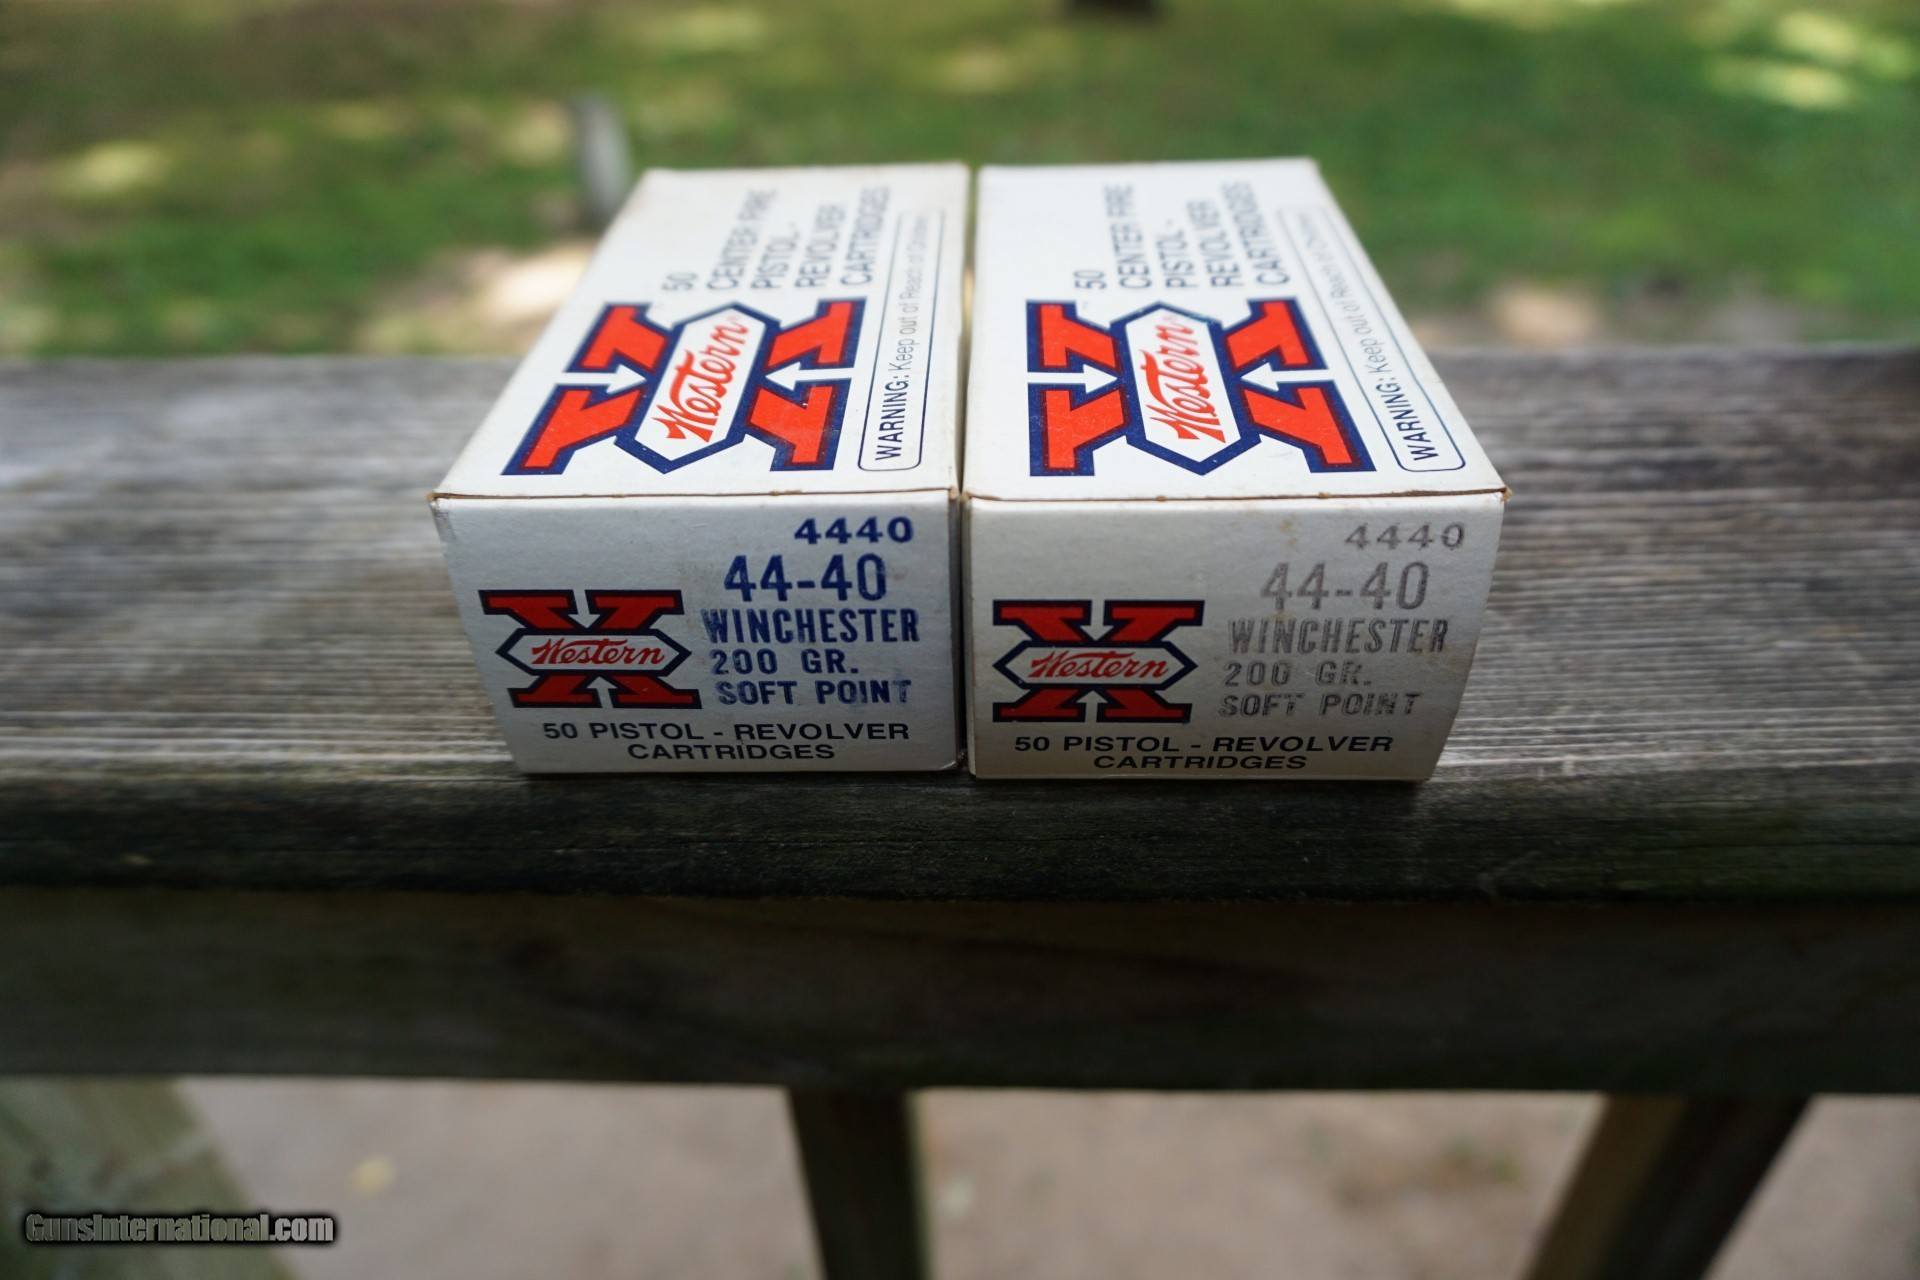 50
CENTER FIRE
PISTOL -
REVOLVER
CARTRIDGES
Western
WARNING: Keep out of Reach of Children
4440
44-40
WINCHESTER
200 GR.
SOFT POINT
Western
50 PISTOL - REVOLVER
CARTRIDGES
50
CENTER FIRE
PISTOL -
REVOLVER
CARTRIDGES
Western
WARNING: Keep out of Reach of Children
4440
44-40
WINCHESTER
200 GR.
SOFT POINT
Western
50 PISTOL - REVOLVER
CARTRIDGES
GunsInternational.com